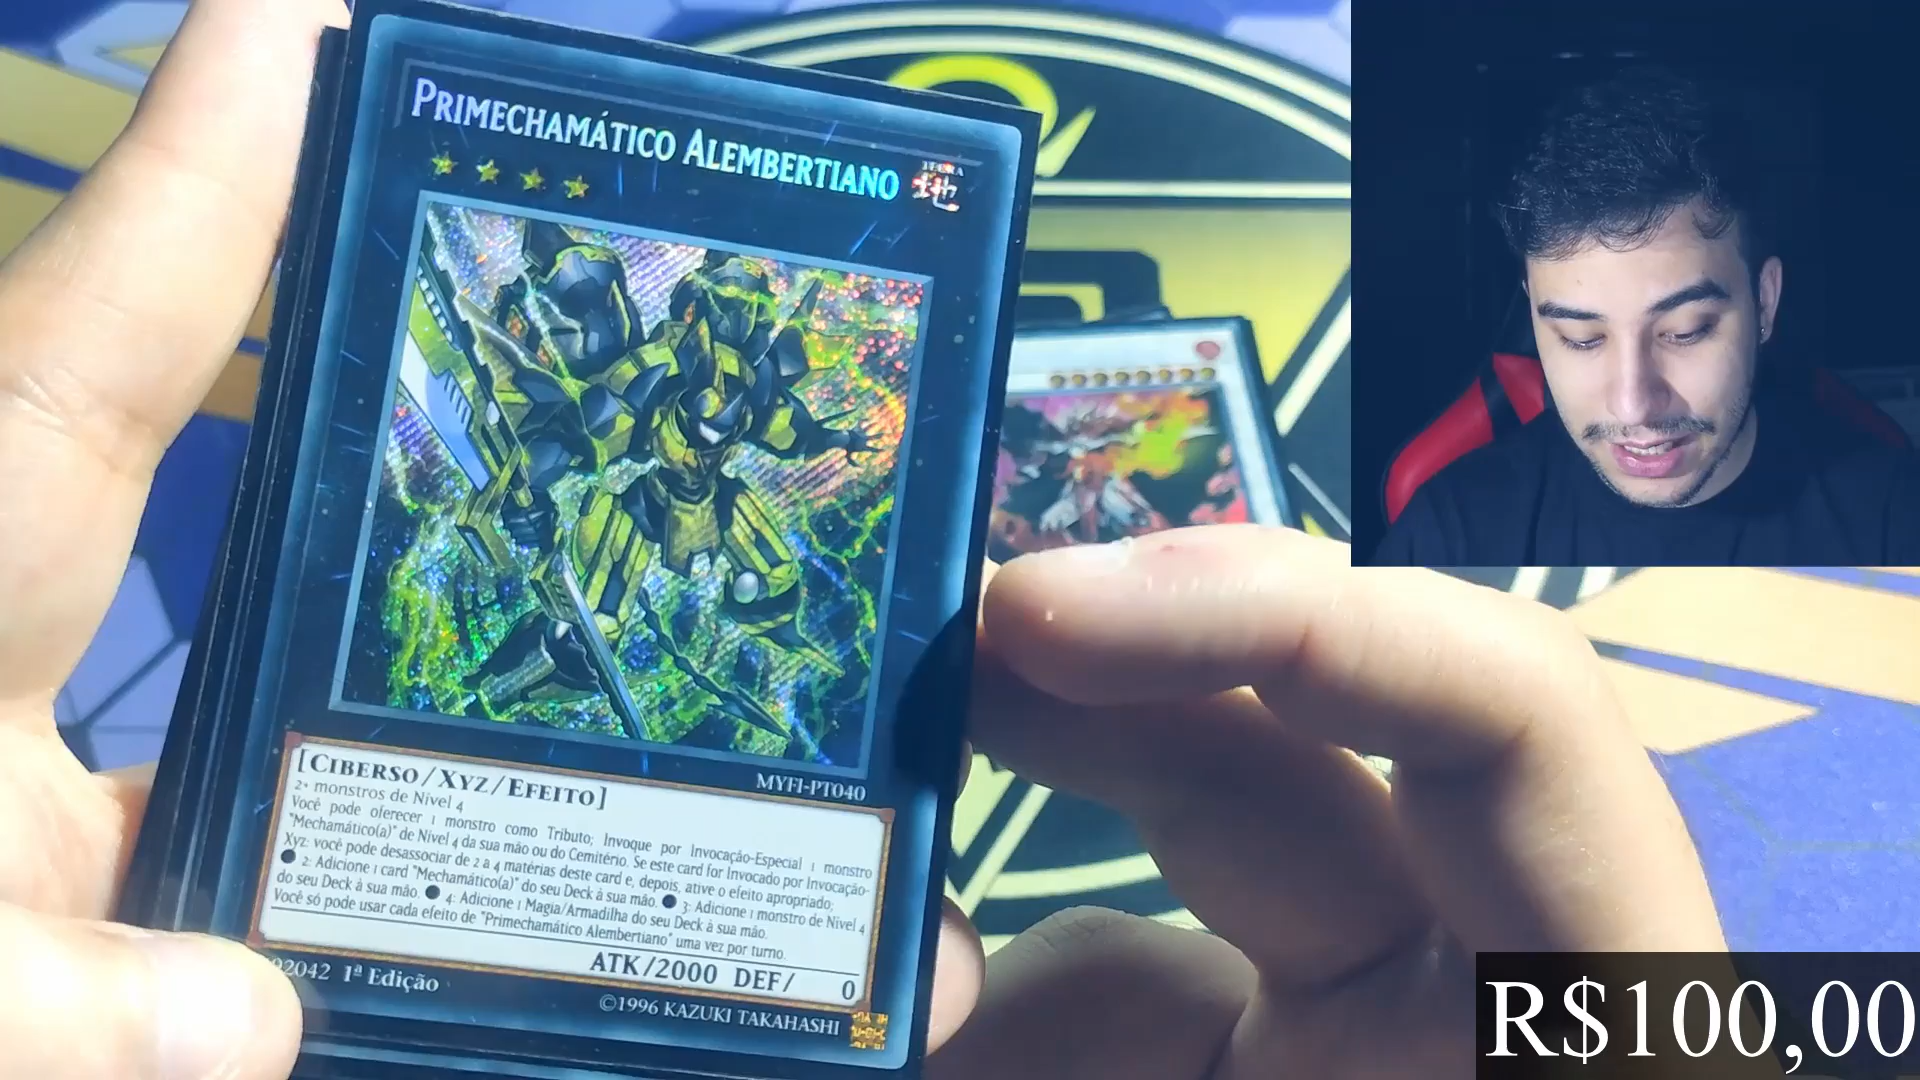 PRIMECHAMÁTICO ALEMBERTIANO
TERRA
地
MYFI-PT040
[CIBERSO/XYZ/EFEITO]
2+ monstros de Nível 4
Você pode oferecer 1 monstro como Tributo; Invoque por Invocação-Especial 1 monstro
"Mechamático(a)" de Nível 4 da sua mão ou do Cemitério. Se este card for Invocado por Invocação-
Xyz: você pode desassociar de 2 a 4 matérias deste card e, depois, ative o efeito apropriado;
● 2: Adicione 1 card "Mechamático(a)" do seu Deck à sua mão. ● 3: Adicione 1 monstro de Nível 4
do seu Deck à sua mão. ● 4: Adicione 1 Magia/Armadilha do seu Deck à sua mão.
Você só pode usar cada efeito de "Primechamático Alembertiano" uma vez por turno.
ATK/2000 DEF/ 0
92042 1ª Edição
©1996 KAZUKI TAKAHASHI
R$100,00